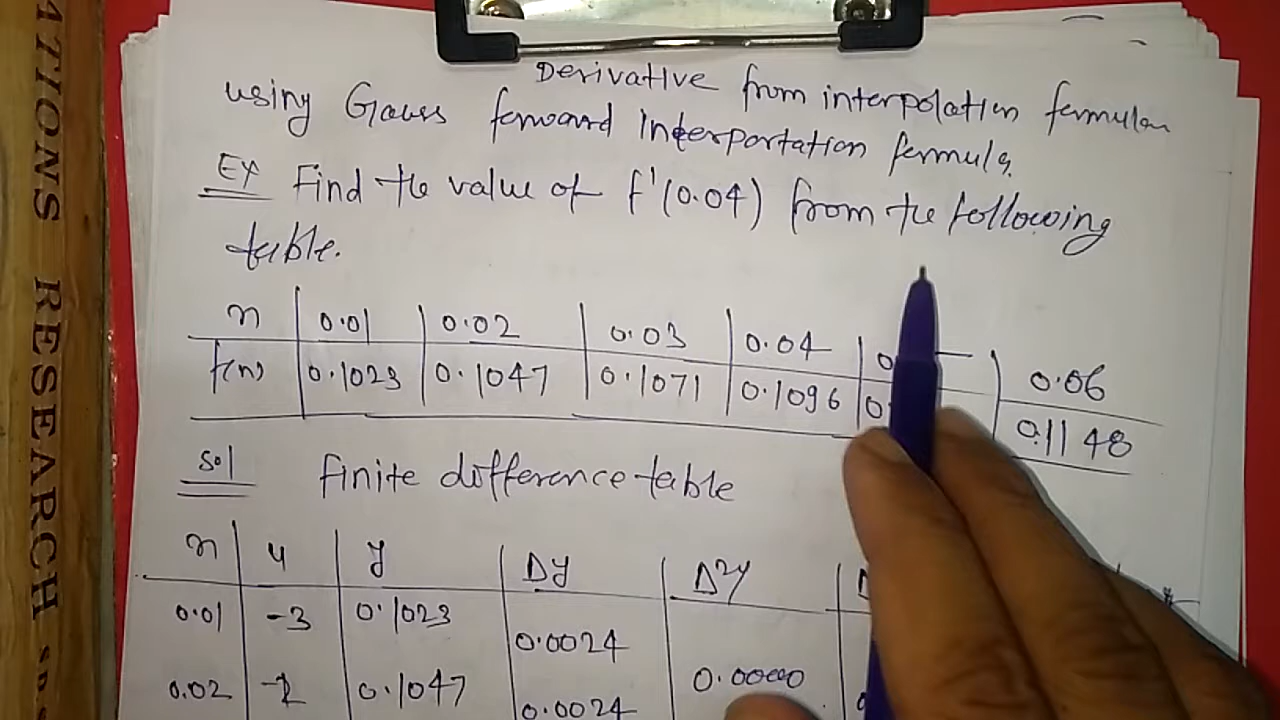 ATIONS RESEARCH
Derivative from interpolation formulan
using Gauss forward Interportation formula.
Ex Find the value of f'(0.04) from the following
table.
n 0.01 0.02 0.03 0.04 0.06
f(n) 0.1023 0.1047 0.1071 0.1096 0.1148
Sol Finite difference table
n u y Δy Δ²y
0.01 -3 0.1023
0.0024
0.02 0.1047 0.0000
0.0024